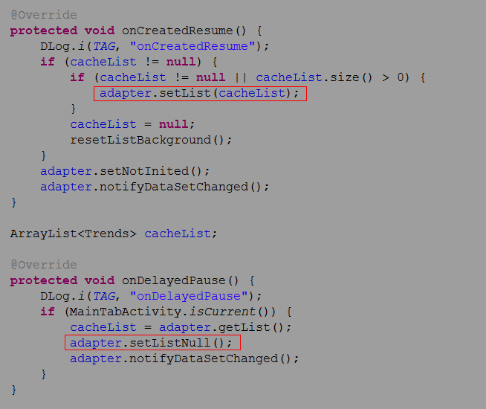 @Override
protected void onCreatedResume() {
DLog.i(TAG, "onCreatedResume");
if (cacheList != null) {
if (cacheList != null || cacheList.size() > 0) {
adapter.setList(cacheList);
}
cacheList = null;
resetListBackground();
}
adapter.setNotInited();
adapter.notifyDataSetChanged();
}
ArrayList<Trends> cacheList;
@Override
protected void onDelayedPause() {
DLog.i(TAG, "onDelayedPause");
if (MainTabActivity.isCurrent()) {
cacheList = adapter.getList();
adapter.setListNull();
adapter.notifyDataSetChanged();
}
}